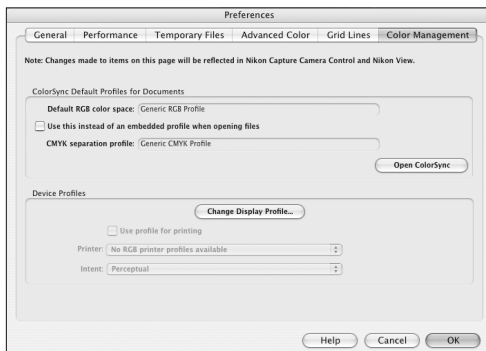 Preferences
General Performance Temporary Files Advanced Color Grid Lines Color Management
Note: Changes made to items on this page will be reflected in Nikon Capture Camera Control and Nikon View.
ColorSync Default Profiles for Documents
Default RGB color space: Generic RGB Profile
Use this instead of an embedded profile when opening files
CMYK separation profile: Generic CMYK Profile
Open ColorSync
Device Profiles
Change Display Profile...
Use profile for printing
Printer: No RGB printer profiles available
Intent: Perceptual
Help Cancel OK